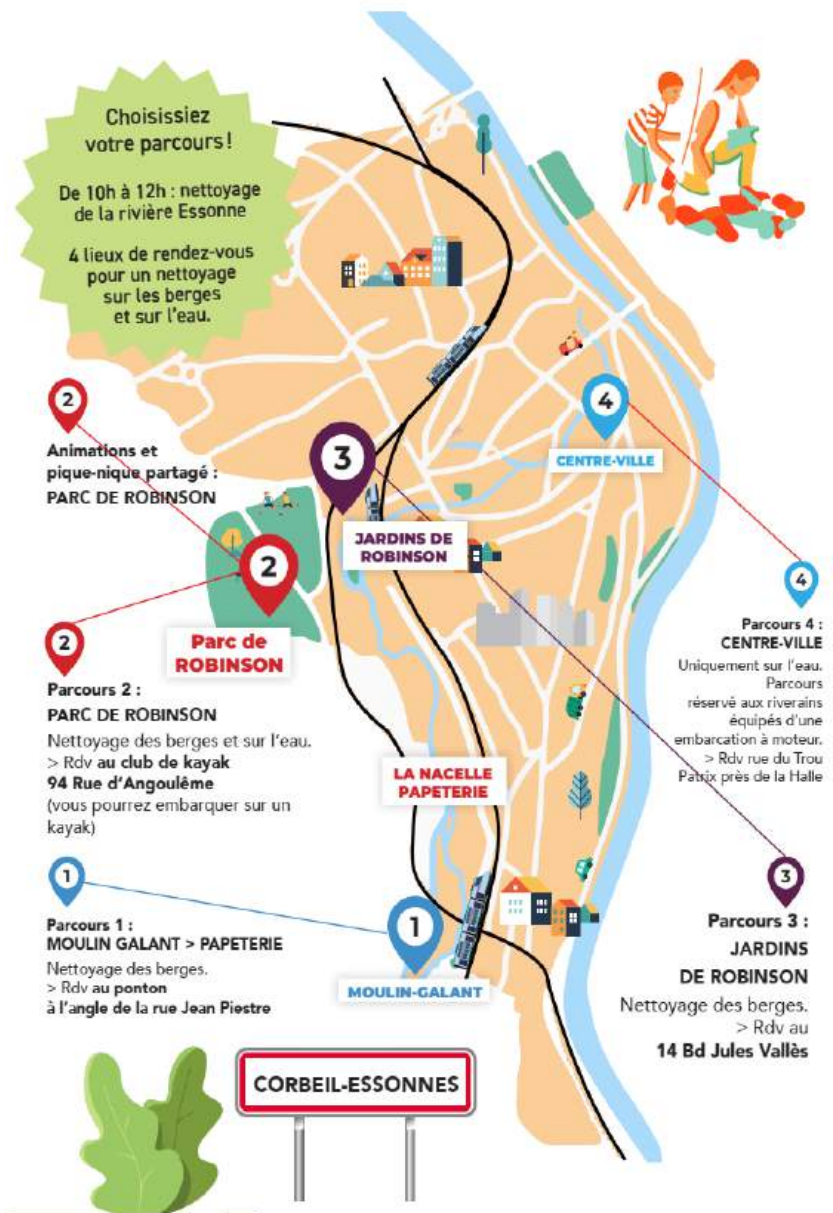 Choisissiez
votre parcours !
De 10h à 12h : nettoyage
de la rivière Essonne
4 lieux de rendez-vous
pour un nettoyage
sur les berges
et sur l'eau.
2
Animations et
pique-nique partagé :
PARC DE ROBINSON
3
JARDINS DE
ROBINSON
4
CENTRE-VILLE
2
Parc de
ROBINSON
2
Parcours 2 :
PARC DE ROBINSON
Nettoyage des berges et sur l'eau.
> Rdv au club de kayak
94 Rue d'Angoulême
(vous pourrez embarquer sur un
kayak)
4
Parcours 4 :
CENTRE-VILLE
Uniquement sur l'eau.
Parcours
réservé aux riverains
équipés d'une
embarcation à moteur.
> Rdv rue du Trou
Patrix près de la Halle
LA NACELLE
PAPETERIE
1
Parcours 1 :
MOULIN GALANT > PAPETERIE
Nettoyage des berges.
> Rdv au ponton
à l'angle de la rue Jean Piestre
1
MOULIN-GALANT
3
Parcours 3 :
JARDINS
DE ROBINSON
Nettoyage des berges.
> Rdv au
14 Bd Jules Vallès
CORBEIL-ESSONNES